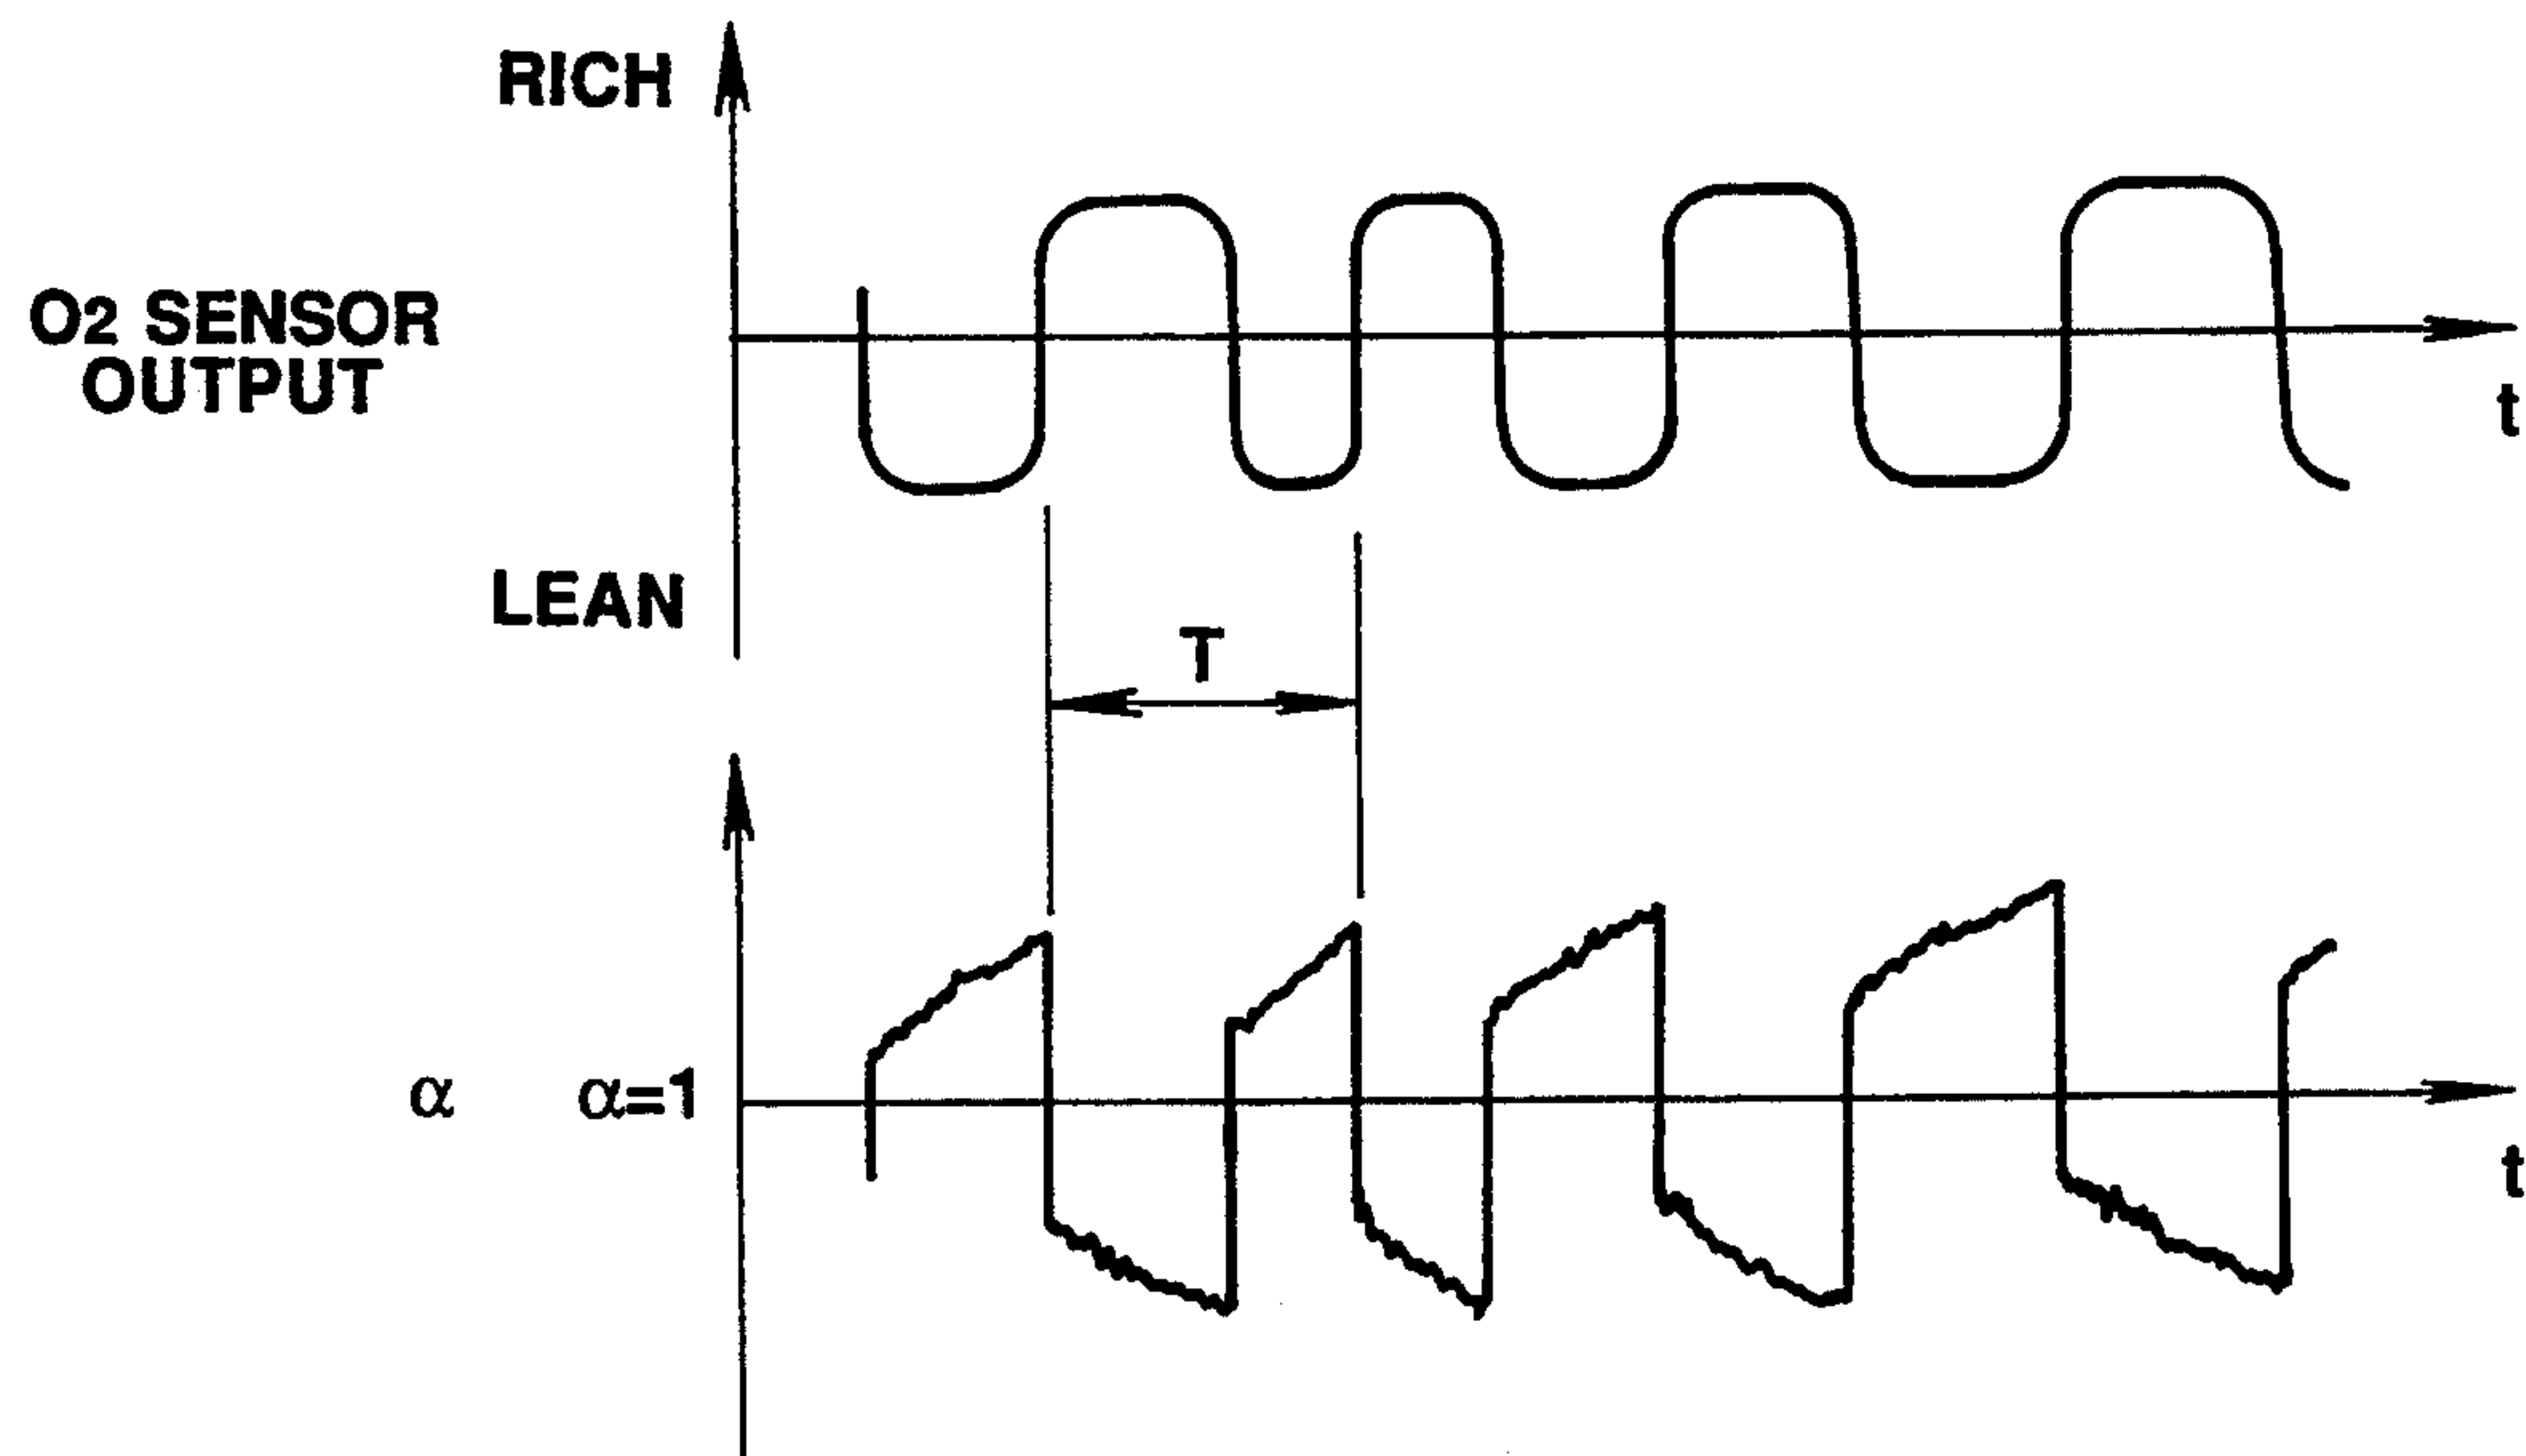 RICH
O2 SENSOR
OUTPUT
t
LEAN
T
α α=1
t